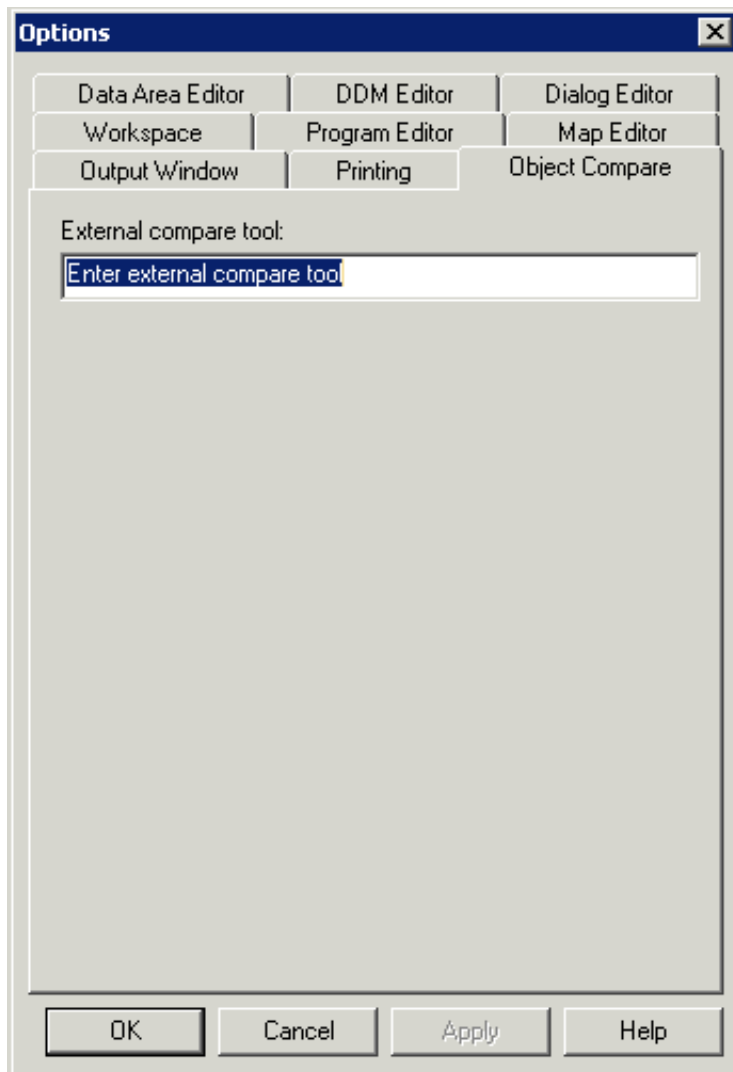 Options
Data Area Editor DDM Editor Dialog Editor
Workspace Program Editor Map Editor
Output Window Printing Object Compare
External compare tool:
Enter external compare tool
OK Cancel Apply Help